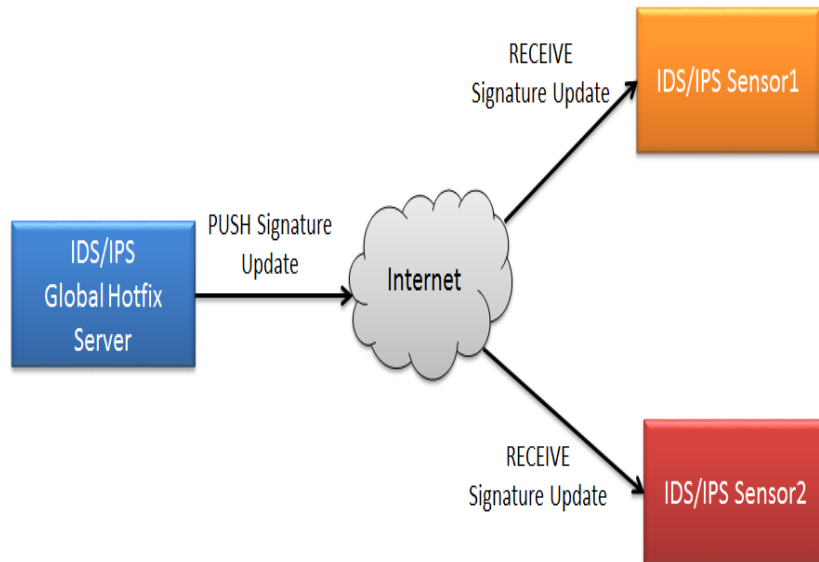 RECEIVE
Signature Update
IDS/IPS Sensor1
PUSH Signature
Update
IDS/IPS
Global Hotfix
Server
Internet
RECEIVE
Signature Update
IDS/IPS Sensor2